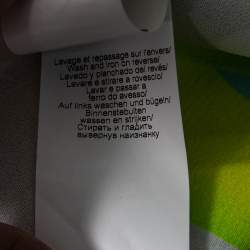 Lavage et repassage sur l'envers/
Wash and iron on reverse/
Lavado y planchado del revés/
Lavare e stirare a rovescio/
Lavar e passar a
ferro do avesso/
Auf links waschen und bügeln/
Binnenstebuiten
wassen en strijken/
Стирать и гладить
вывернув наизнанку